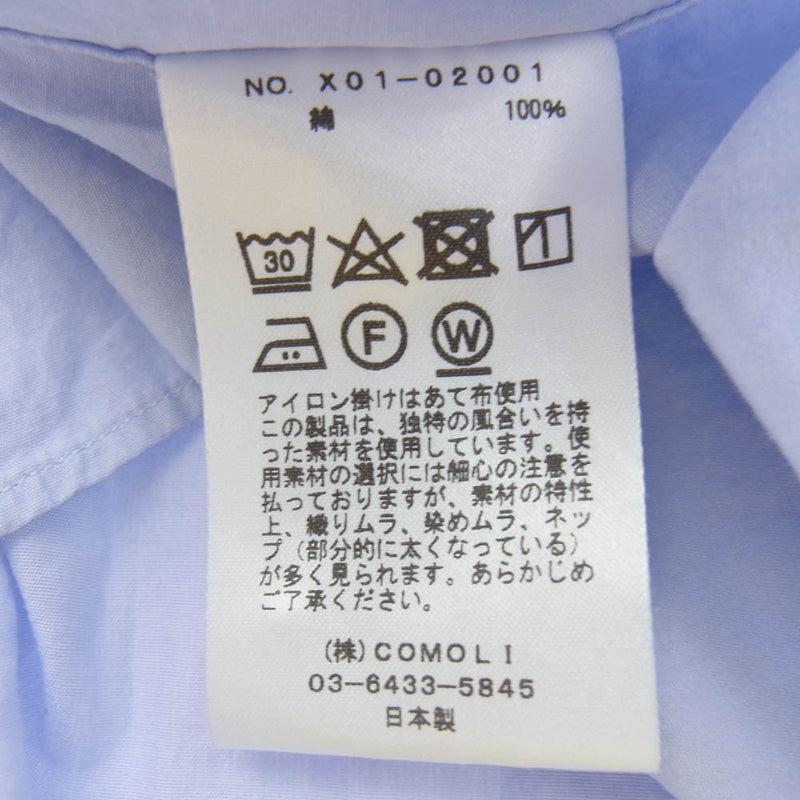 NO. X01-02001
綿 100%
30
F W
アイロン掛けはあて布使用
この製品は、独特の風合いを持
った素材を使用しています。使
用素材の選択には細心の注意を
払っておりますが、素材の特性
上、織りムラ、染めムラ、ネッ
プ（部分的に太くなっている）
が多く見られます。あらかじめ
ご了承ください。
（株）COMOLI
03-6433-5845
日本製